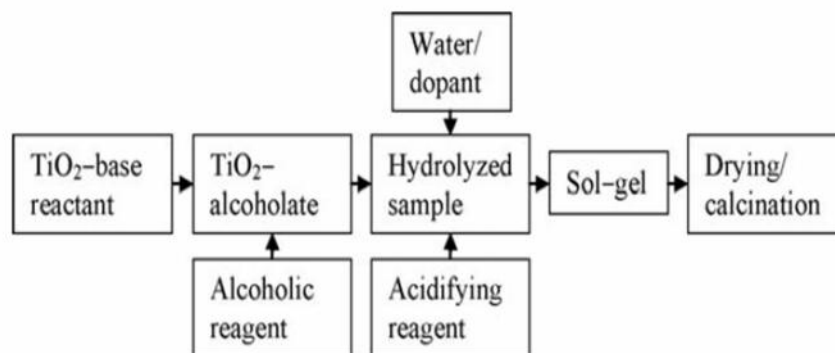 Water/
dopant
TiO₂–base
reactant
TiO₂–
alcoholate
Hydrolyzed
sample
Sol–gel
Drying/
calcination
Alcoholic
reagent
Acidifying
reagent